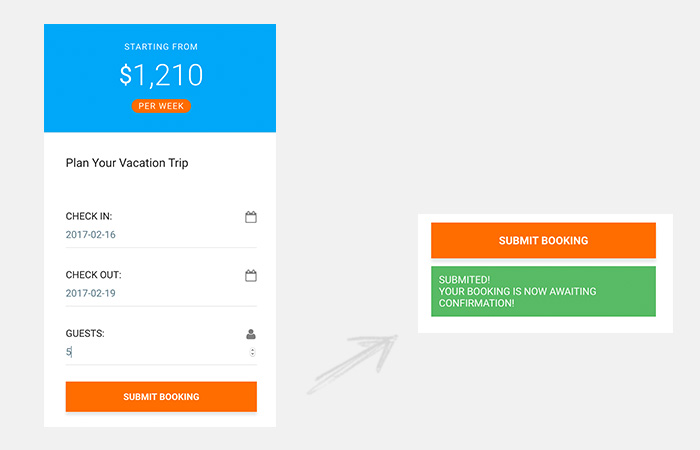 STARTING FROM
$1,210
PER WEEK
Plan Your Vacation Trip
CHECK IN:
2017-02-16
CHECK OUT:
2017-02-19
GUESTS:
5
SUBMIT BOOKING
SUBMIT BOOKING
SUBMITED!
YOUR BOOKING IS NOW AWAITING
CONFIRMATION!